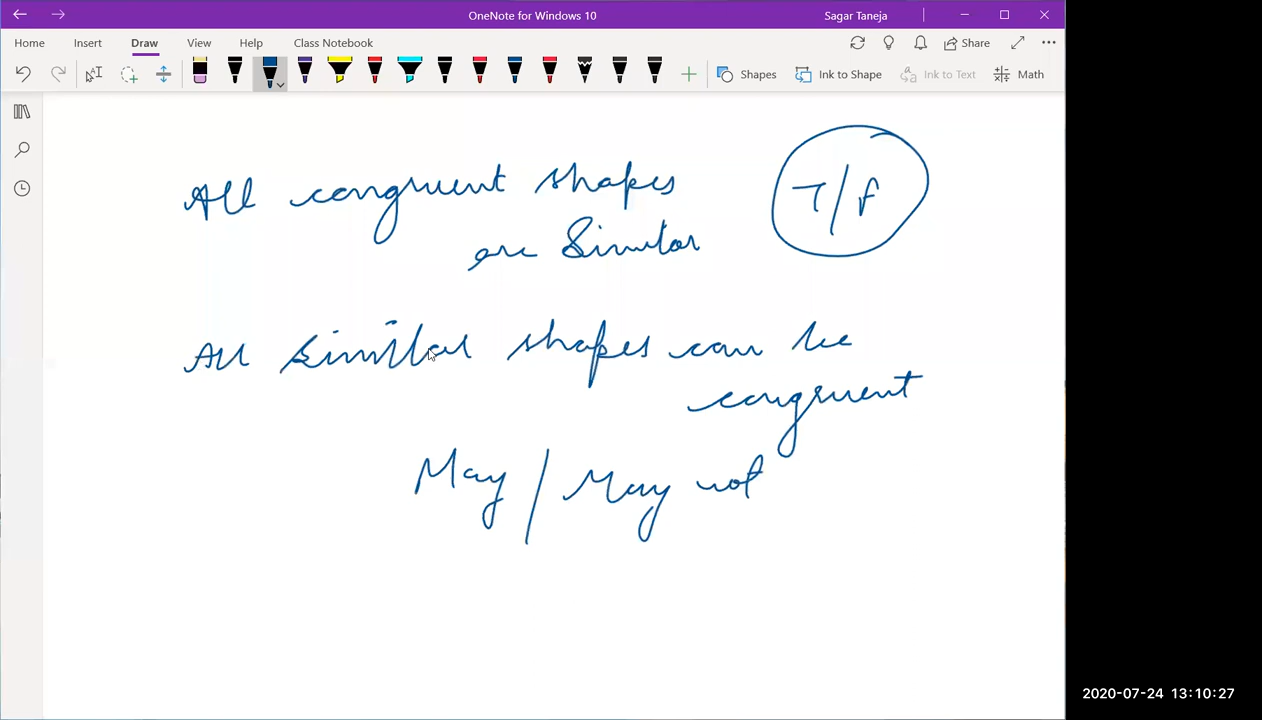 OneNote for Windows 10
Sagar Taneja
Home Insert Draw View Help Class Notebook
Share
Shapes Ink to Shape Ink to Text Math
All congruent shapes T/F
are Similar
All similar shapes can be
congruent
May / May not
2020-07-24 13:10:27